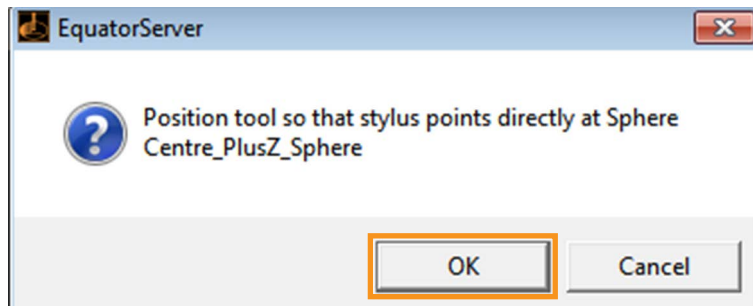 EquatorServer
Position tool so that stylus points directly at Sphere
Centre_PlusZ_Sphere
OK
Cancel